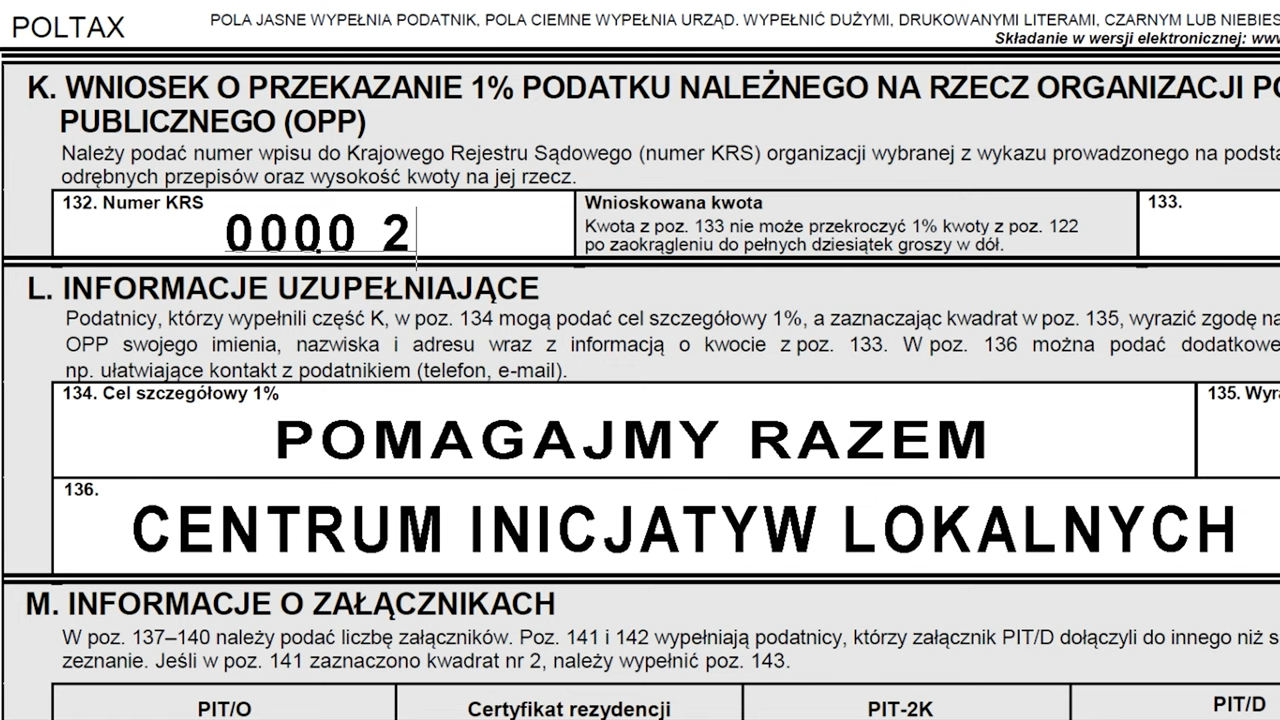 POLTAX
POLA JASNE WYPEŁNIA PODATNIK, POLA CIEMNE WYPEŁNIA URZĄD. WYPEŁNIĆ DUŻYMI, DRUKOWANYMI LITERAMI, CZARNYM LUB NIEBIES
Składanie w wersji elektronicznej: www
K. WNIOSEK O PRZEKAZANIE 1% PODATKU NALEŻNEGO NA RZECZ ORGANIZACJI PO
PUBLICZNEGO (OPP)
Należy podać numer wpisu do Krajowego Rejestru Sądowego (numer KRS) organizacji wybranej z wykazu prowadzonego na podsta
odrębnych przepisów oraz wysokość kwoty na jej rzecz.
132. Numer KRS
0000 2
Wnioskowana kwota
Kwota z poz. 133 nie może przekroczyć 1% kwoty z poz. 122
po zaokrągleniu do pełnych dziesiątek groszy w dół.
133.
L. INFORMACJE UZUPEŁNIAJĄCE
Podatnicy, którzy wypełnili część K, w poz. 134 mogą podać cel szczegółowy 1%, a zaznaczając kwadrat w poz. 135, wyrazić zgodę na
OPP swojego imienia, nazwiska i adresu wraz z informacją o kwocie z poz. 133. W poz. 136 można podać dodatkowe
np. ułatwiające kontakt z podatnikiem (telefon, e-mail).
134. Cel szczegółowy 1%
135. Wyra
POMAGAJMY RAZEM
136.
CENTRUM INICJATYW LOKALNYCH
M. INFORMACJE O ZAŁĄCZNIKACH
W poz. 137–140 należy podać liczbę załączników. Poz. 141 i 142 wypełniają podatnicy, którzy załącznik PIT/D dołączyli do innego niż s
zeznanie. Jeśli w poz. 141 zaznaczono kwadrat nr 2, należy wypełnić poz. 143.
PIT/O
Certyfikat rezydencji
PIT-2K
PIT/D